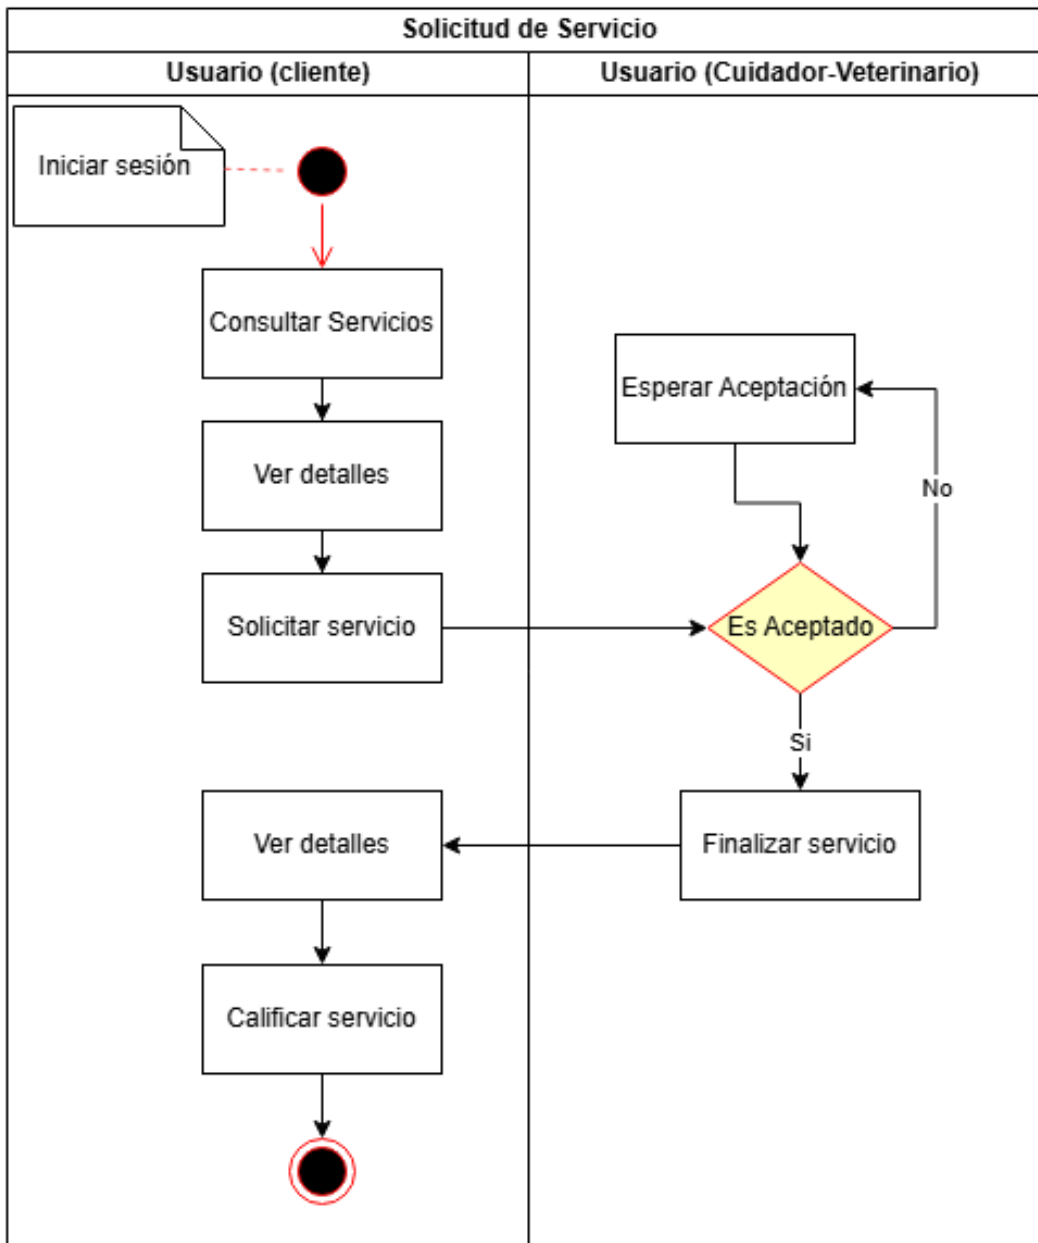 Solicitud de Servicio
Usuario (cliente)
Usuario (Cuidador-Veterinario)
Iniciar sesión
Consultar Servicios
Esperar Aceptación
Ver detalles
No
Solicitar servicio
Es Aceptado
Si
Ver detalles
Finalizar servicio
Calificar servicio